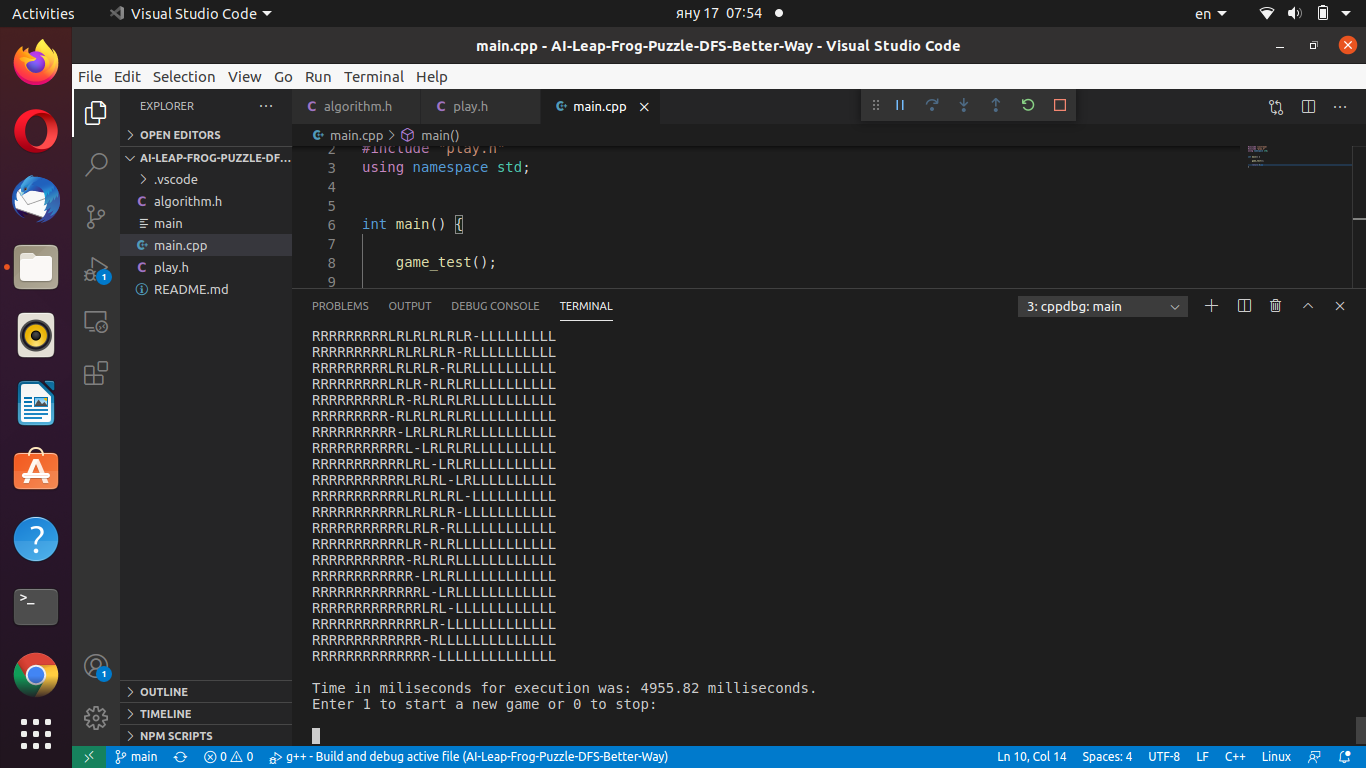 Activities
Visual Studio Code
яну 17 07:54
en
main.cpp - AI-Leap-Frog-Puzzle-DFS-Better-Way - Visual Studio Code
File Edit Selection View Go Run Terminal Help
EXPLORER
OPEN EDITORS
AI-LEAP-FROG-PUZZLE-DF...
.vscode
algorithm.h
main
main.cpp
play.h
README.md
OUTLINE
TIMELINE
NPM SCRIPTS
algorithm.h
play.h
main.cpp
main.cpp > main()
2 #include "play.h"
3 using namespace std;
4
5
6 int main() {
7
8 game_test();
9
PROBLEMS OUTPUT DEBUG CONSOLE TERMINAL
3: cppdbg: main
RRRRRRRRRLRLRLRLRLR-LLLLLLLLL
RRRRRRRRRLRLRLRLR-RLLLLLLLLLL
RRRRRRRRRLRLRLR-RLRLLLLLLLLLL
RRRRRRRRRLRLR-RLRLRLLLLLLLLLL
RRRRRRRRRLR-RLRLRLRLLLLLLLLLL
RRRRRRRRR-RLRLRLRLRLLLLLLLLLL
RRRRRRRRRR-LRLRLRLRLLLLLLLLLL
RRRRRRRRRRRL-LRLRLRLLLLLLLLLL
RRRRRRRRRRRLRL-LRLRLLLLLLLLLL
RRRRRRRRRRRLRLRL-LRLLLLLLLLLL
RRRRRRRRRRRLRLRLRL-LLLLLLLLLL
RRRRRRRRRRRLRLRLR-LLLLLLLLLLL
RRRRRRRRRRRLRLR-RLLLLLLLLLLLL
RRRRRRRRRRRLR-RLRLLLLLLLLLLLL
RRRRRRRRRRR-RLRLRLLLLLLLLLLLL
RRRRRRRRRRRR-LRLRLLLLLLLLLLLL
RRRRRRRRRRRRRL-LRLLLLLLLLLLLL
RRRRRRRRRRRRRLRL-LLLLLLLLLLLL
RRRRRRRRRRRRRLR-LLLLLLLLLLLLL
RRRRRRRRRRRRR-RLLLLLLLLLLLLLL
RRRRRRRRRRRRRR-LLLLLLLLLLLLLL
Time in miliseconds for execution was: 4955.82 milliseconds.
Enter 1 to start a new game or 0 to stop:
1
1
main
0
0
g++ - Build and debug active file (AI-Leap-Frog-Puzzle-DFS-Better-Way)
Ln 10, Col 14
Spaces: 4
UTF-8
LF
C++
Linux